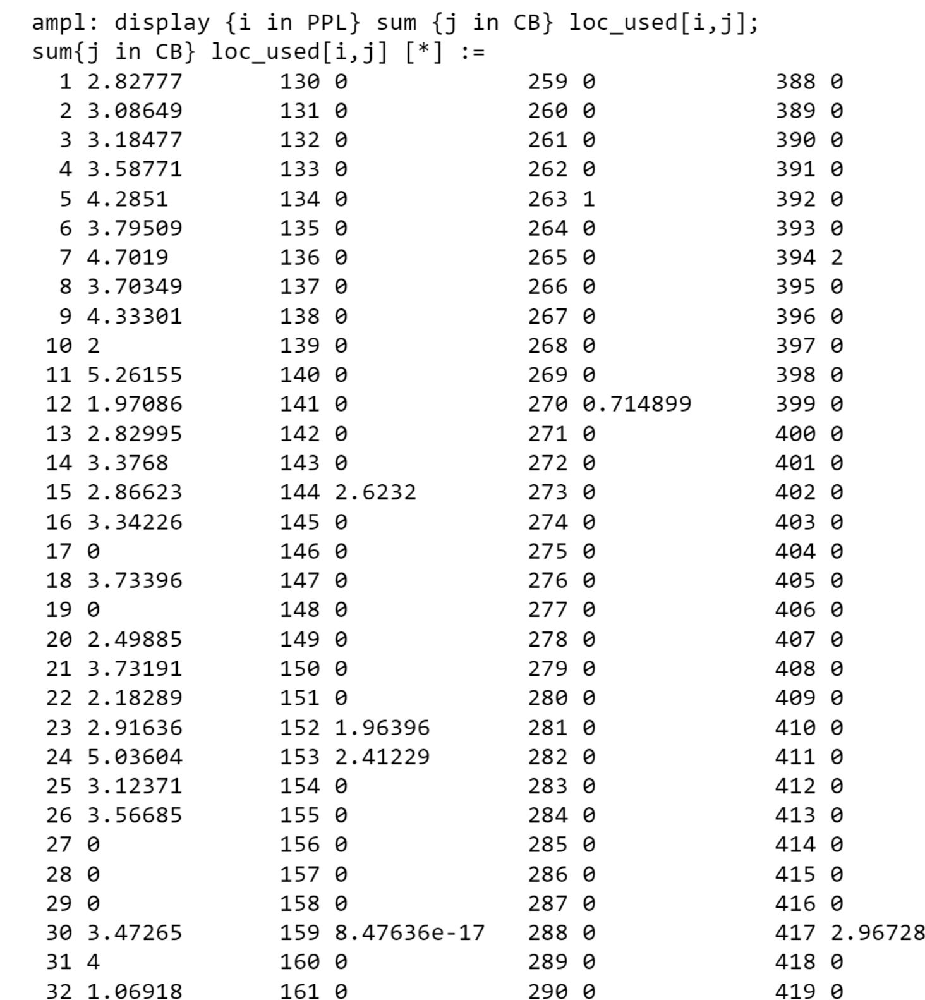 ampl: display {i in PPL} sum {j in CB} loc_used[i,j];
sum{j in CB} loc_used[i,j] [*] :=
1 2.82777 130 0 259 0 388 0
2 3.08649 131 0 260 0 389 0
3 3.18477 132 0 261 0 390 0
4 3.58771 133 0 262 0 391 0
5 4.2851 134 0 263 1 392 0
6 3.79509 135 0 264 0 393 0
7 4.7019 136 0 265 0 394 2
8 3.70349 137 0 266 0 395 0
9 4.33301 138 0 267 0 396 0
10 2 139 0 268 0 397 0
11 5.26155 140 0 269 0 398 0
12 1.97086 141 0 270 0.714899 399 0
13 2.82995 142 0 271 0 400 0
14 3.3768 143 0 272 0 401 0
15 2.86623 144 2.6232 273 0 402 0
16 3.34226 145 0 274 0 403 0
17 0 146 0 275 0 404 0
18 3.73396 147 0 276 0 405 0
19 0 148 0 277 0 406 0
20 2.49885 149 0 278 0 407 0
21 3.73191 150 0 279 0 408 0
22 2.18289 151 0 280 0 409 0
23 2.91636 152 1.96396 281 0 410 0
24 5.03604 153 2.41229 282 0 411 0
25 3.12371 154 0 283 0 412 0
26 3.56685 155 0 284 0 413 0
27 0 156 0 285 0 414 0
28 0 157 0 286 0 415 0
29 0 158 0 287 0 416 0
30 3.47265 159 8.47636e-17 288 0 417 2.96728
31 4 160 0 289 0 418 0
32 1.06918 161 0 290 0 419 0